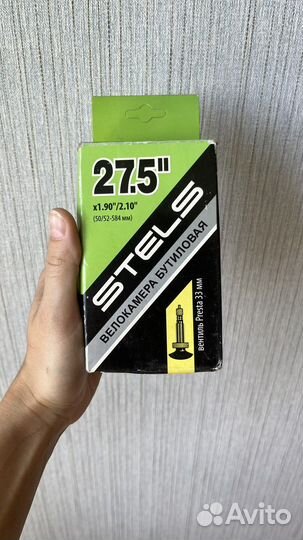 27.5"
x1.90"/2.10"
(50/52-584 мм)
STELS
ВЕЛОКАМЕРА БУТИЛОВАЯ
вентиль Presta 33 мм
Avito